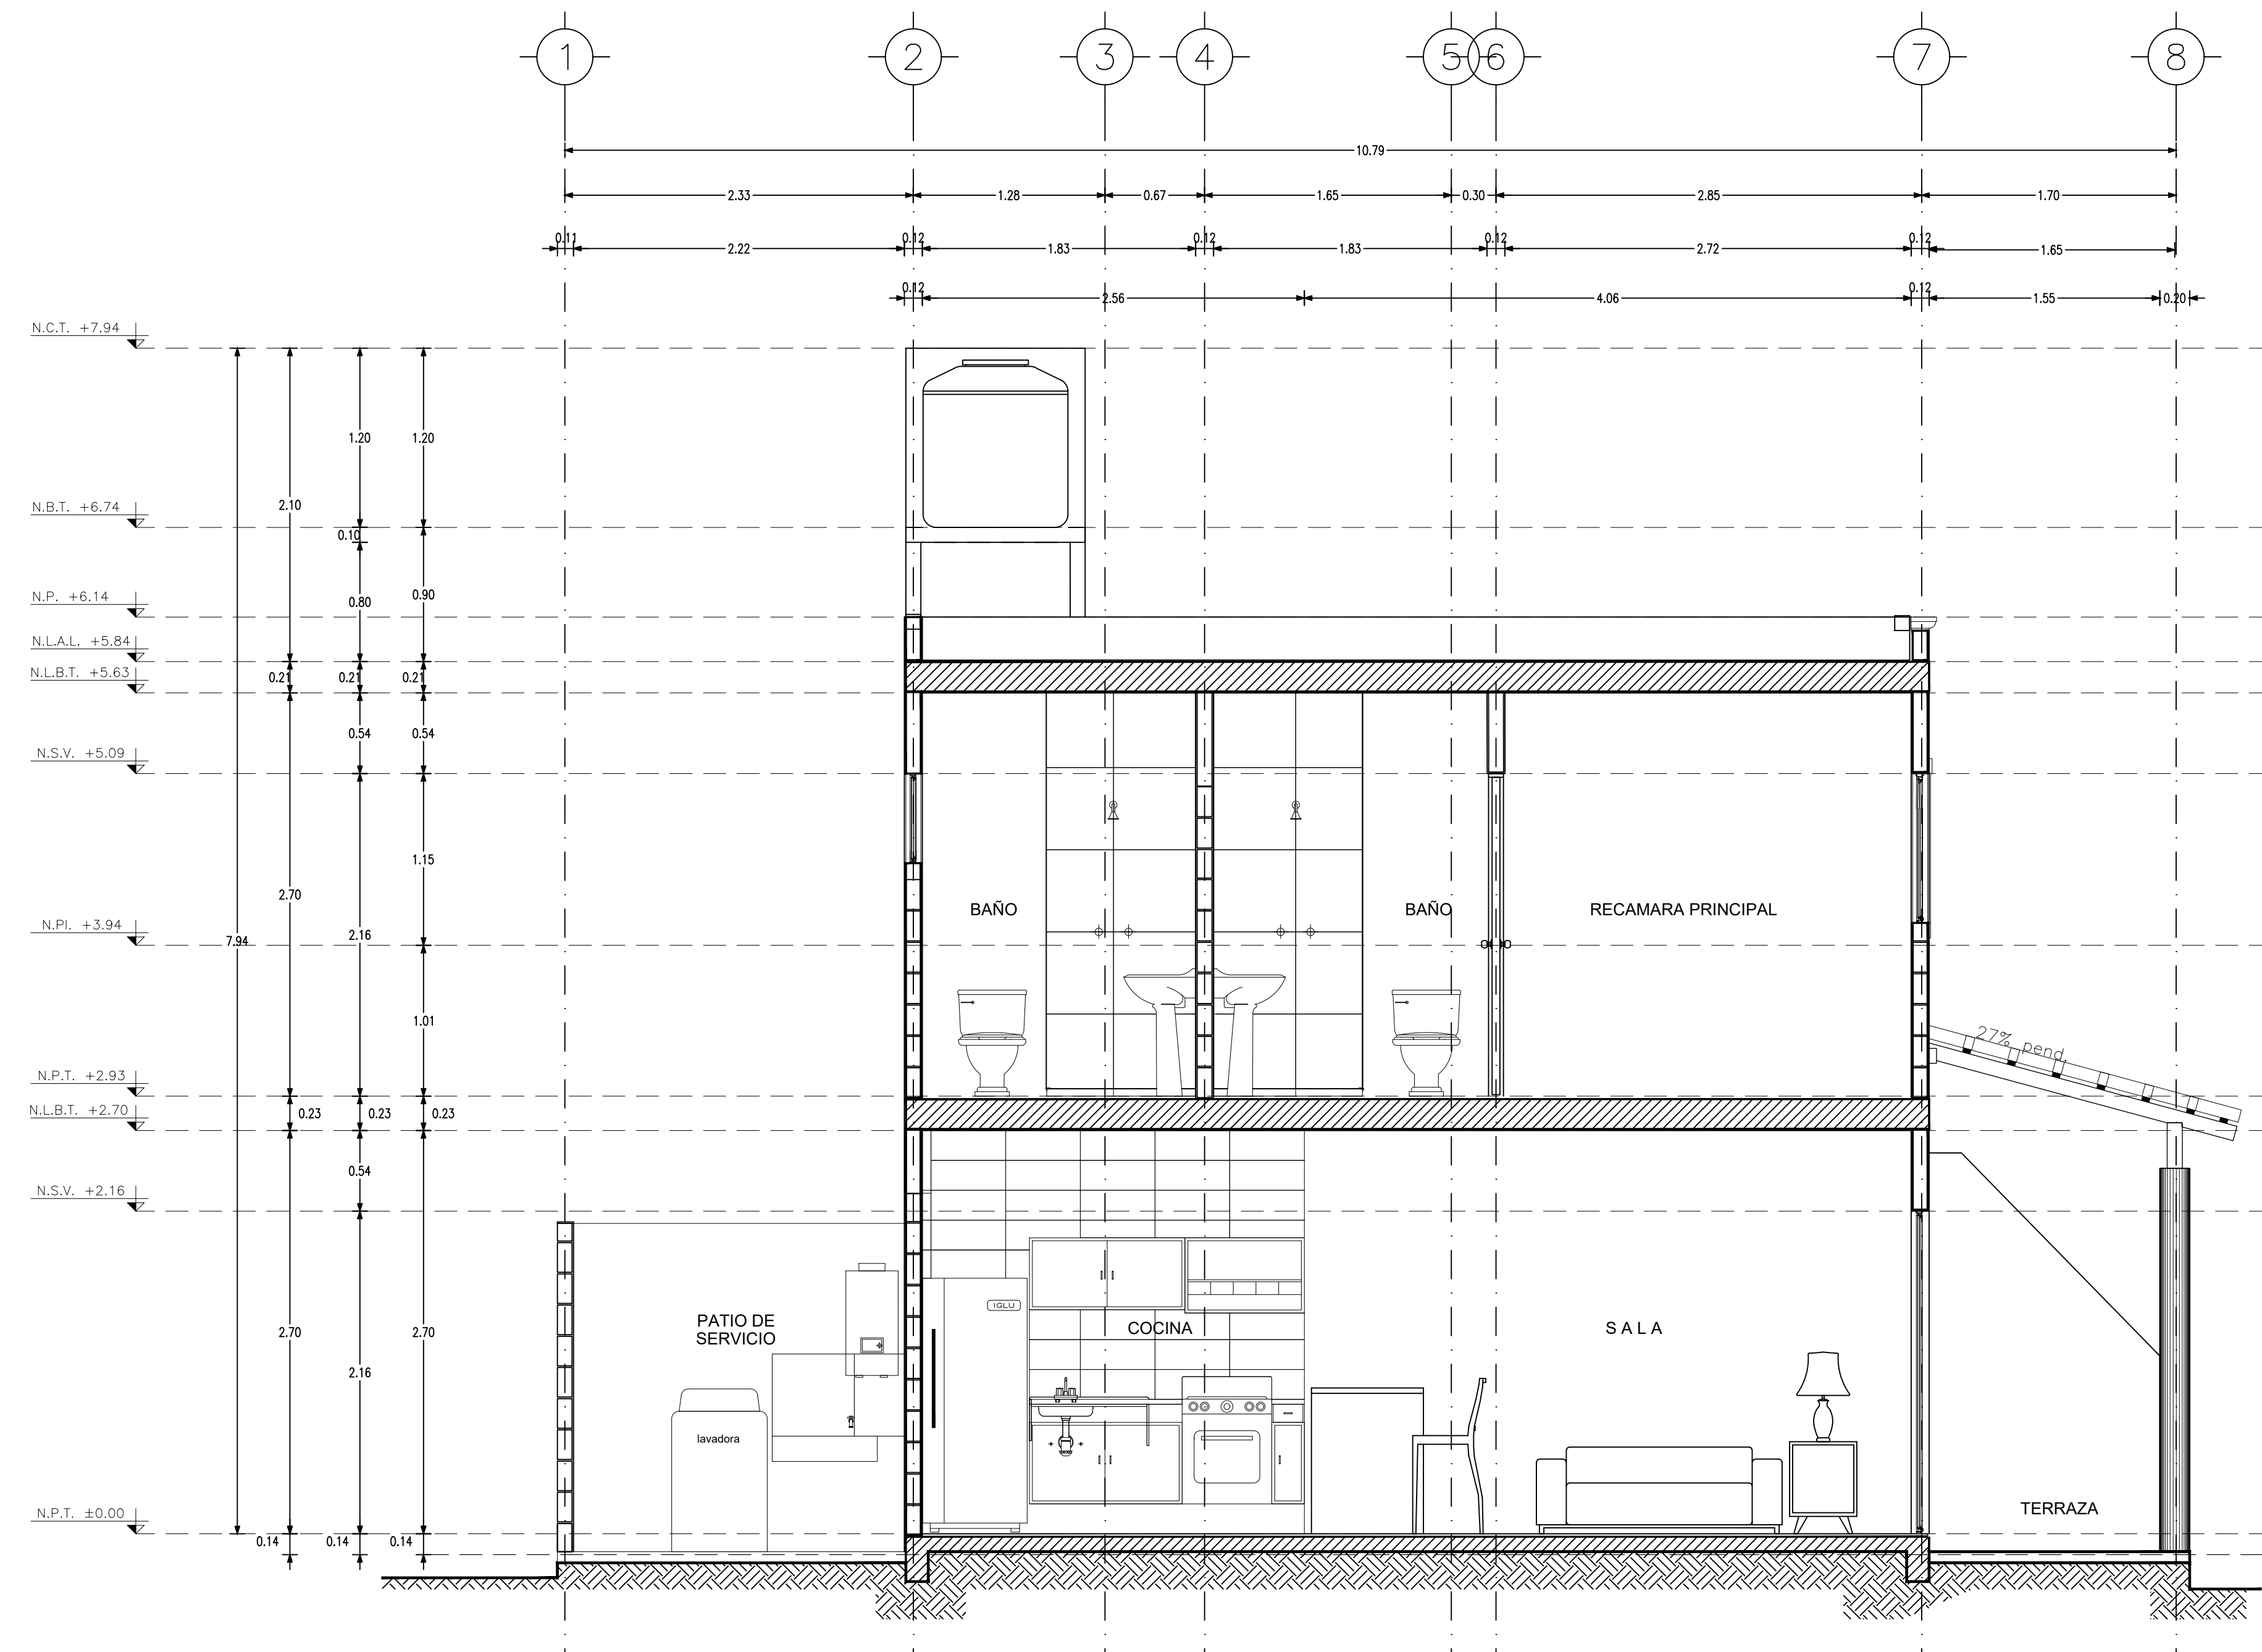 1 2 3 4 5 6 7 8
10.79
2.33 1.28 0.67 1.65 0.30 2.85 1.70
0.11 2.22 0.12 1.83 0.12 1.83 0.12 2.72 0.12 1.65
0.12 2.56 4.06 0.12 1.55 0.20
N.C.T. +7.94
1.20 1.20
2.10
N.B.T. +6.74
0.10
N.P. +6.14
0.80 0.90
N.L.A.L. +5.84
N.L.B.T. +5.63
0.21 0.21 0.21
0.54 0.54
N.S.V. +5.09
1.15
2.70
BAÑO BAÑO RECAMARA PRINCIPAL
N.PI. +3.94
7.94 2.16
1.01
27% pend.
N.P.T. +2.93
N.L.B.T. +2.70
0.23 0.23 0.23
0.54
N.S.V. +2.16
IGLU
PATIO DE
SERVICIO
COCINA
S A L A
2.70 2.70
2.16
lavadora
TERRAZA
N.P.T. ±0.00
0.14 0.14 0.14